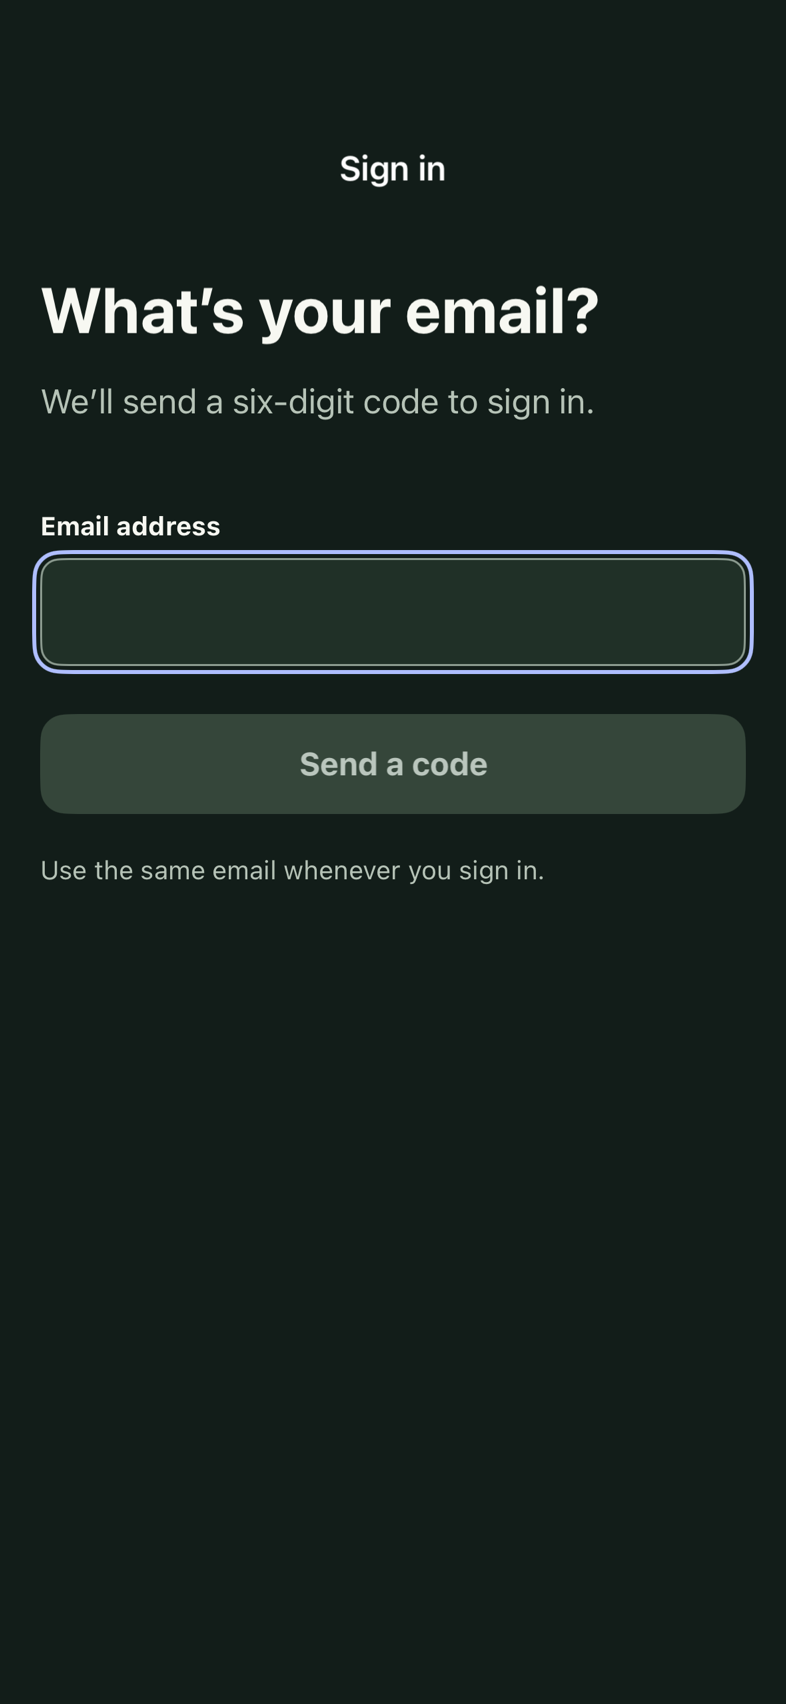 Sign in
What’s your email?
We’ll send a six-digit code to sign in.
Email address
Send a code
Use the same email whenever you sign in.